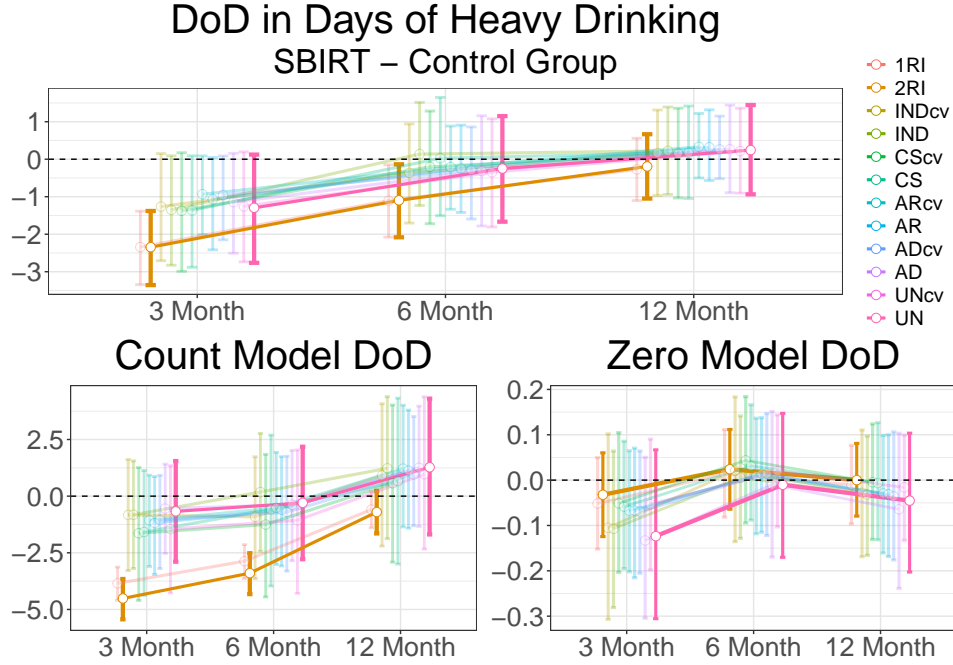 DoD in Days of Heavy Drinking
SBIRT – Control Group
1
0
−1
−2
−3
3 Month
6 Month
12 Month
1RI
2RI
INDcv
IND
CScv
CS
ARcv
AR
ADcv
AD
UNcv
UN
Count Model DoD
2.5
0.0
−2.5
−5.0
3 Month
6 Month
12 Month
Zero Model DoD
0.2
0.1
0.0
−0.1
−0.2
−0.3
3 Month
6 Month
12 Month